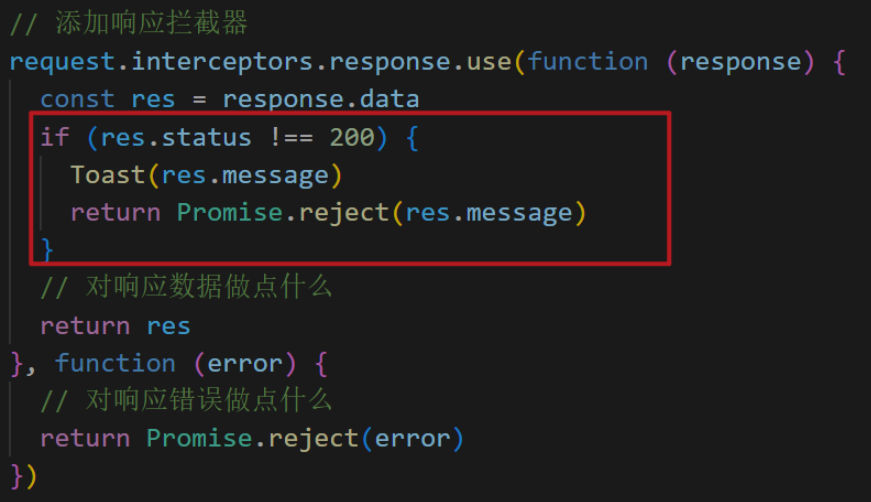 // 添加响应拦截器
request.interceptors.response.use(function (response) {
  const res = response.data
  if (res.status !== 200) {
    Toast(res.message)
    return Promise.reject(res.message)
  }
  // 对响应数据做点什么
  return res
}, function (error) {
  // 对响应错误做点什么
  return Promise.reject(error)
})